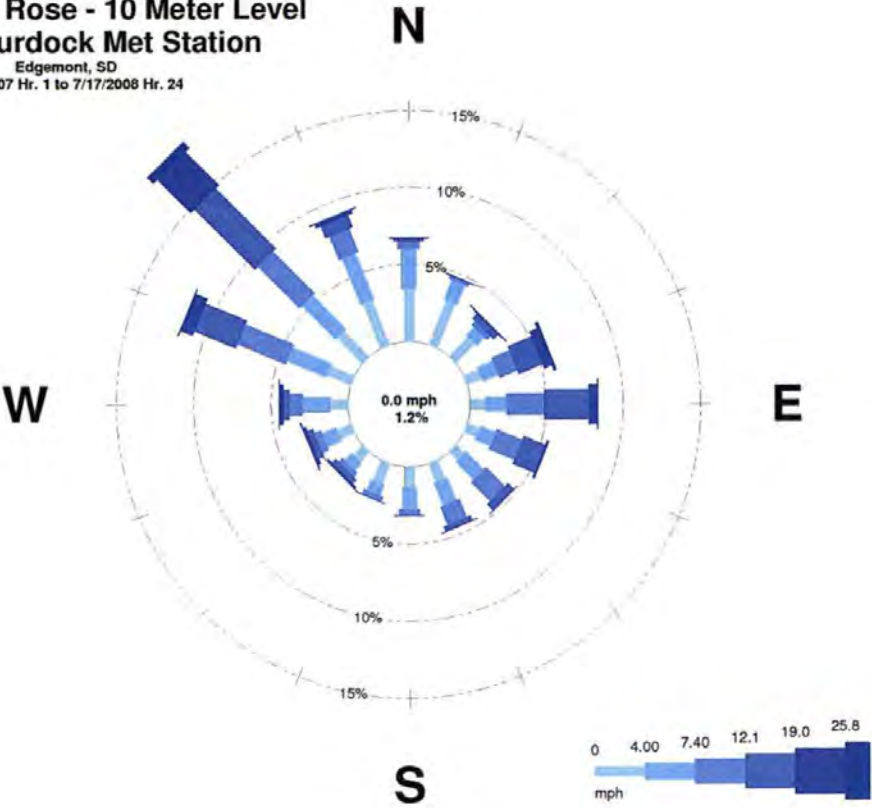 Rose - 10 Meter Level
urdock Met Station
Edgemont, SD
07 Hr. 1 to 7/17/2008 Hr. 24
N
15%
10%
5%
W
0.0 mph
1.2%
E
5%
10%
15%
S
0 4.00 7.40 12.1 19.0 25.8
mph